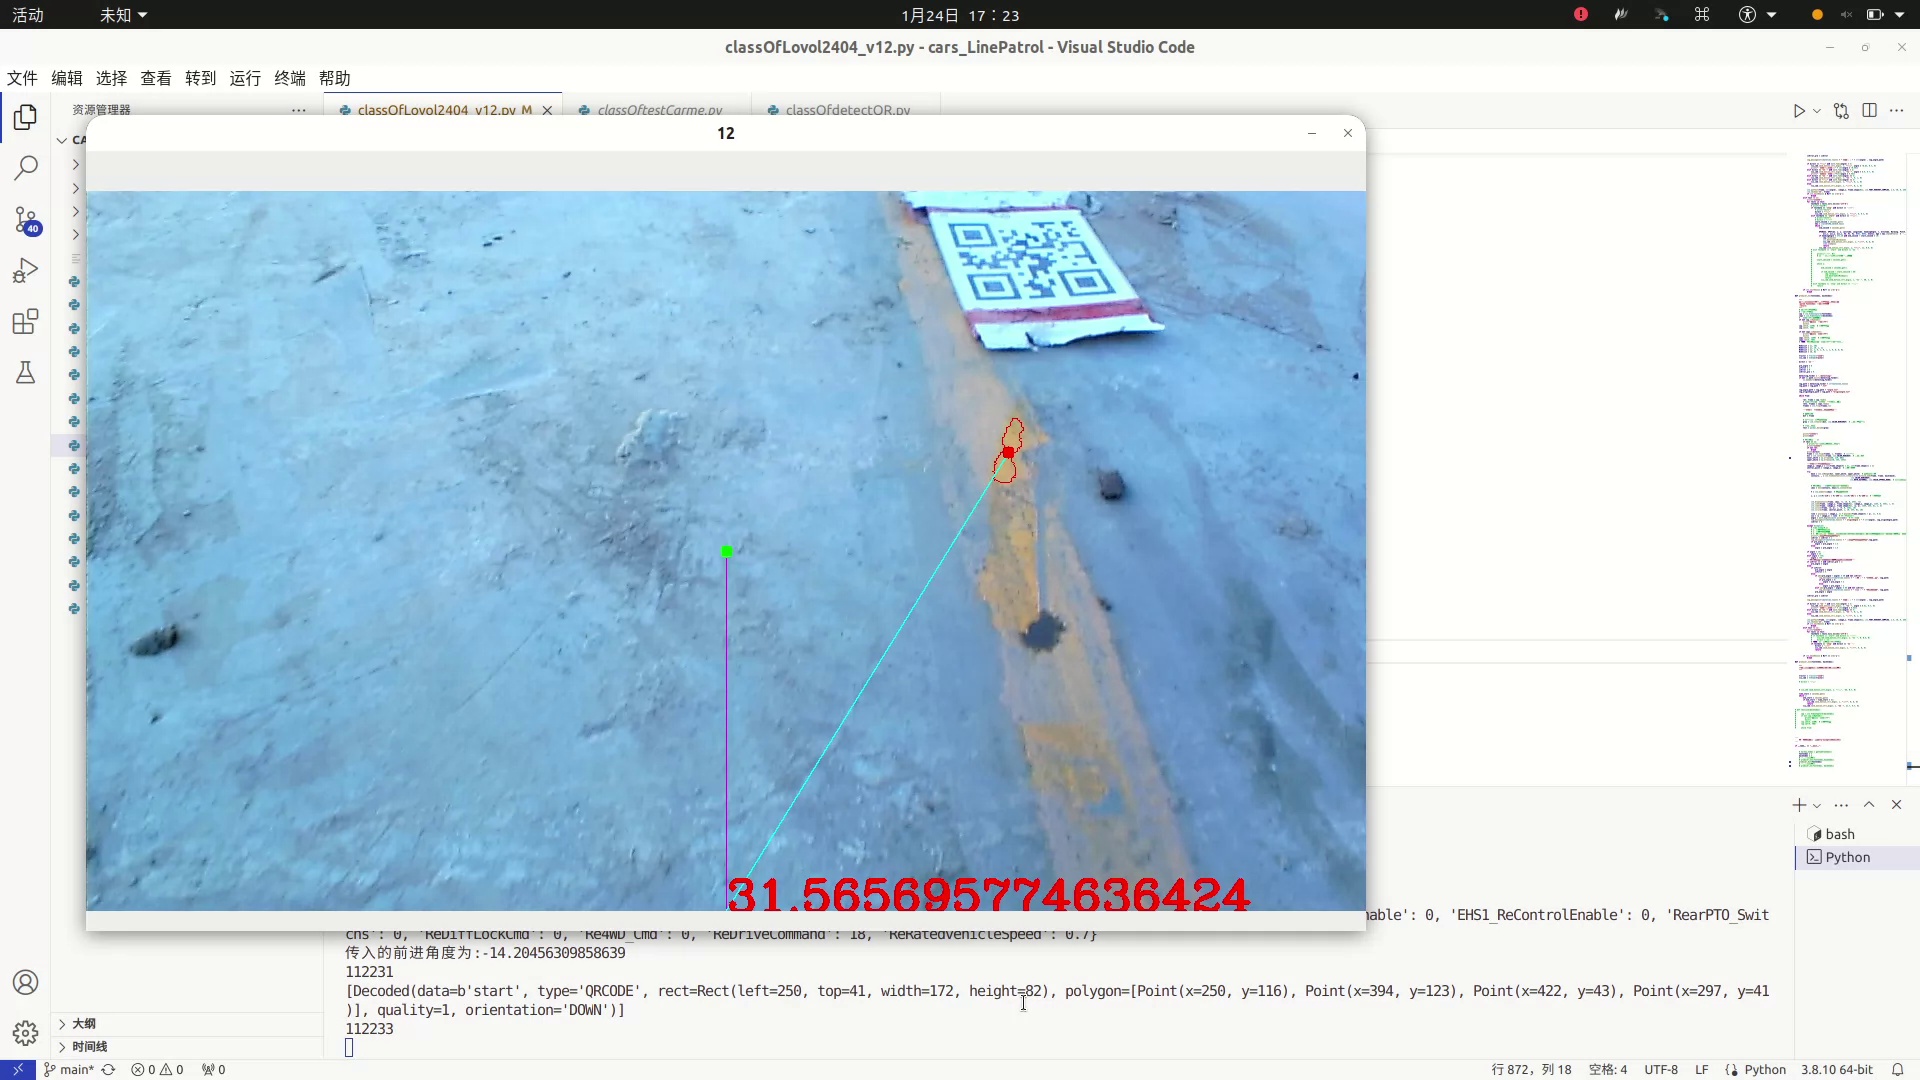 活动
未知
1月24日 17：23
classOfLovol2404_v12.py - cars_LinePatrol - Visual Studio Code
文件 编辑 选择 查看 转到 运行 终端 帮助
资源管理器
classOfLovol2404_v12.py M
classOftestCarme.py
classOfdetectQR.py
CA
12
40
31.565695774636424
bash
Python
nable': 0, 'EHS1_ReControlEnable': 0, 'RearPTO_Swit
chs': 0, 'ReDiffLockCmd': 0, 'Re4WD_Cmd': 0, 'ReDriveCommand': 18, 'ReRatedVehicleSpeed': 0.7}
传入的前进角度为:-14.20456309858639
112231
[Decoded(data=b'start', type='QRCODE', rect=Rect(left=250, top=41, width=172, height=82), polygon=[Point(x=250, y=116), Point(x=394, y=123), Point(x=422, y=43), Point(x=297, y=41
)], quality=1, orientation='DOWN')]
112233
大纲
时间线
main* 0 0 0 行 872，列 18 空格: 4 UTF-8 LF Python 3.8.10 64-bit